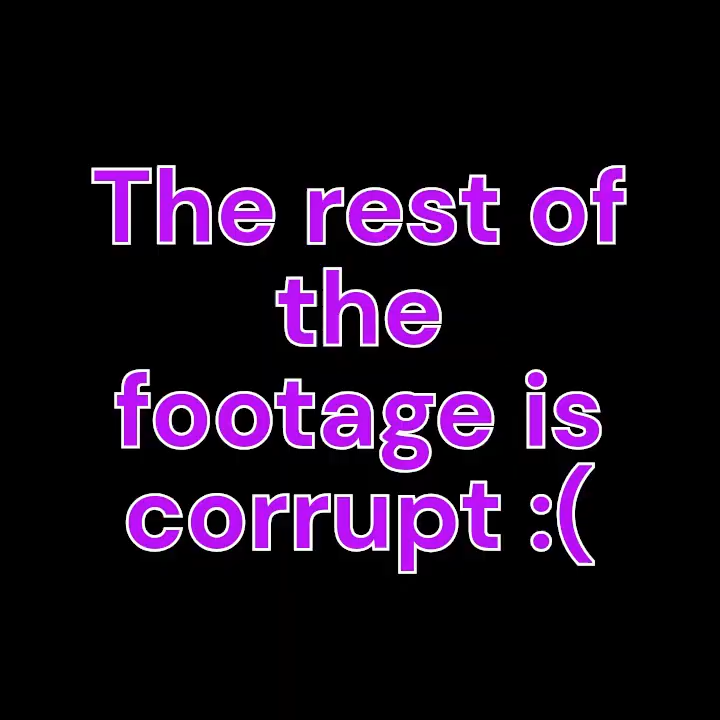 The rest of
the
footage is
corrupt :(